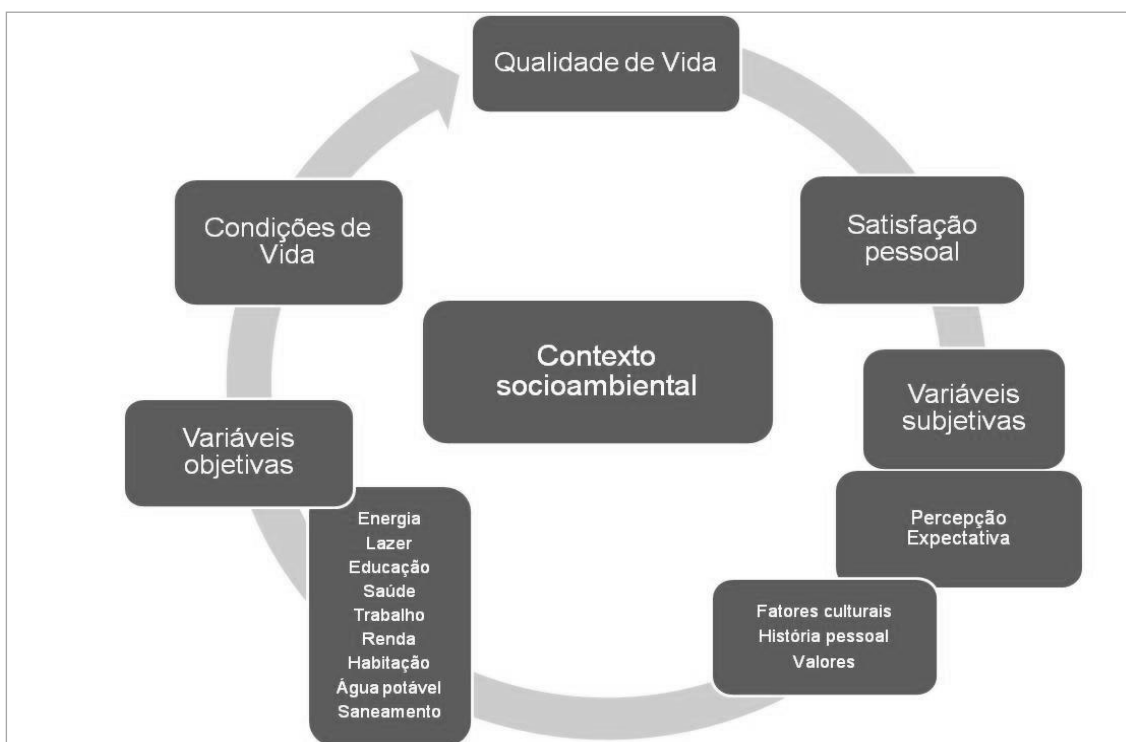 Qualidade de Vida
Satisfação
pessoal
Variáveis
subjetivas
Percepção
Expectativa
Fatores culturais
História pessoal
Valores
Energia
Lazer
Educação
Saúde
Trabalho
Renda
Habitação
Água potável
Saneamento
Variáveis
objetivas
Condições de
Vida
Contexto
socioambiental